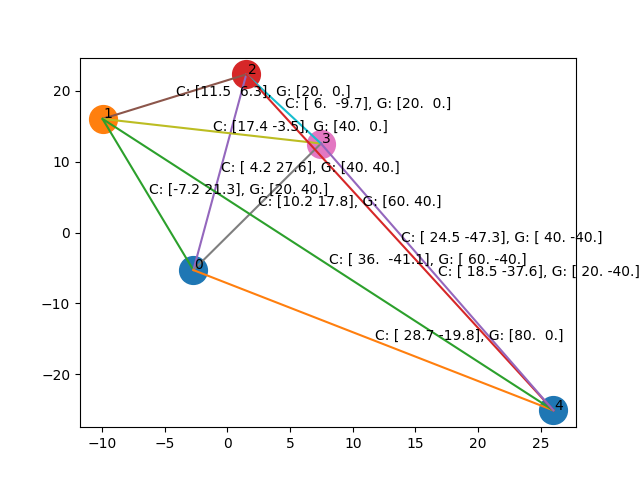 2
C: [11.5  6.3], G: [20.  0.]
20
C: [ 6.  -9.7], G: [20.  0.]
1
C: [17.4 -3.5], G: [40.  0.]
3
10
C: [ 4.2 27.6], G: [40. 40.]
C: [-7.2 21.3], G: [20. 40.]
C: [10.2 17.8], G: [60. 40.]
0
C: [ 24.5 -47.3], G: [ 40. -40.]
C: [ 36.  -41.1], G: [ 60. -40.]
0
C: [ 18.5 -37.6], G: [ 20. -40.]
−10
C: [ 28.7 -19.8], G: [80.  0.]
−20
4
−10 −5 0 5 10 15 20 25